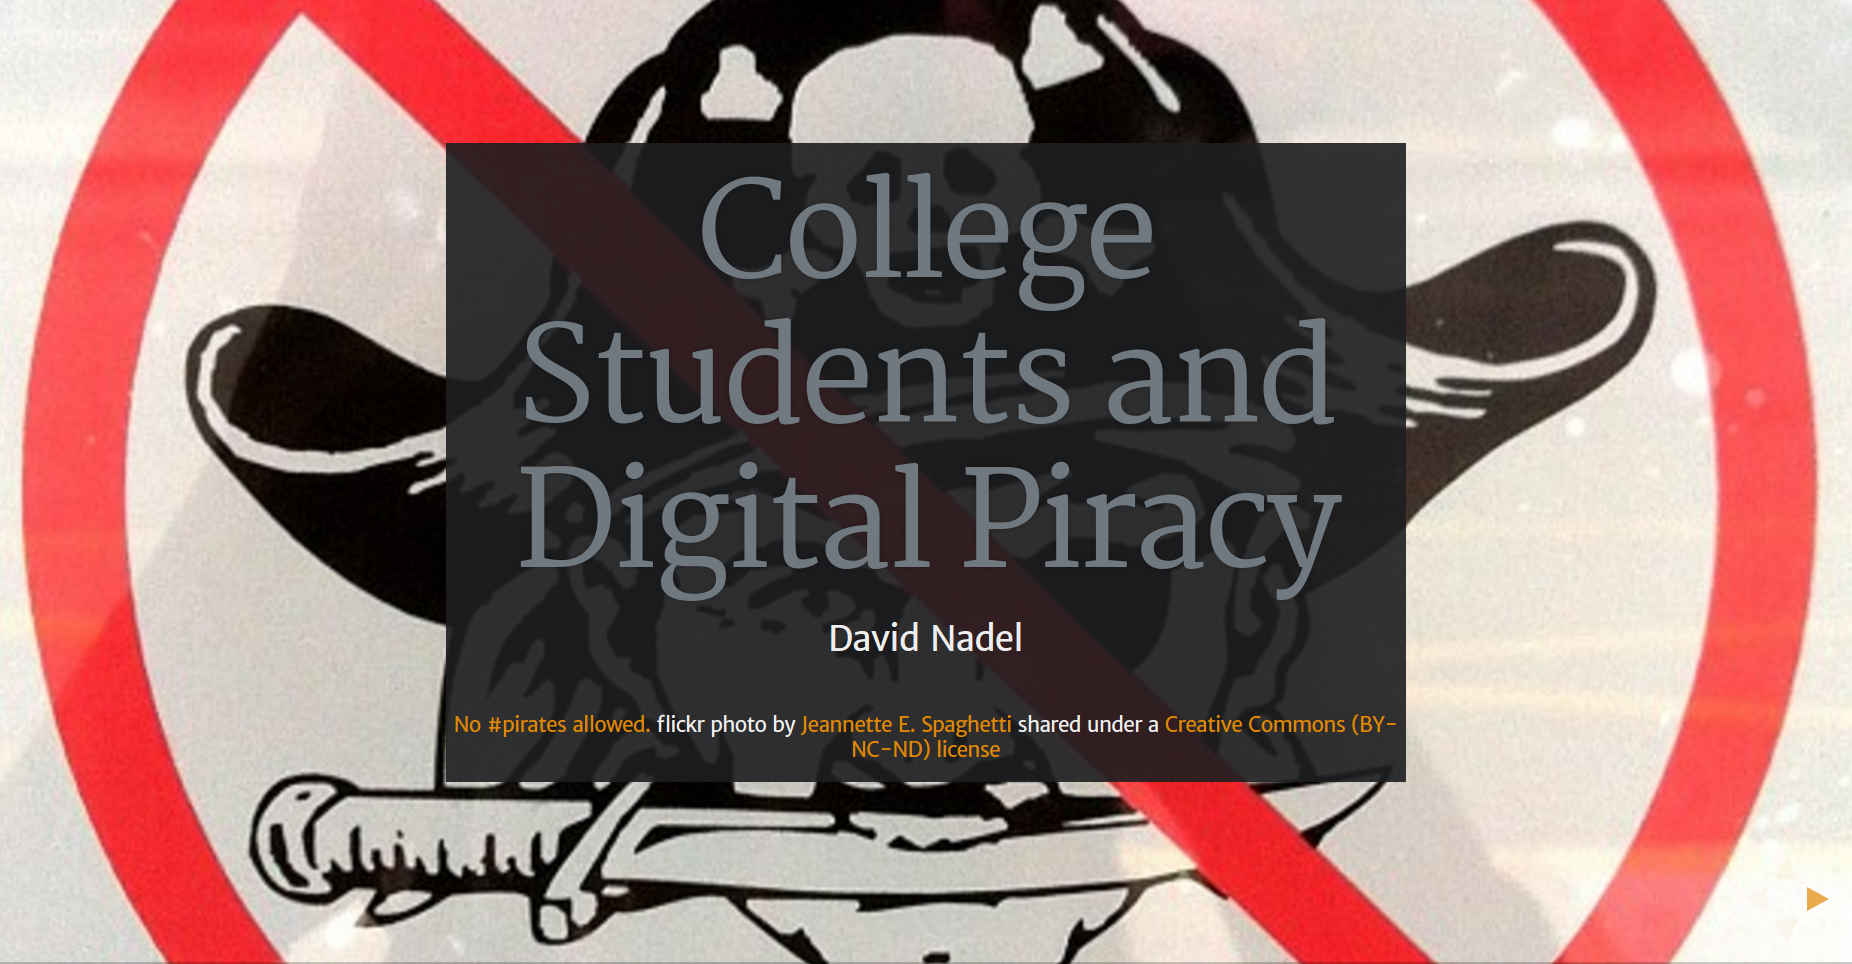 College
Students and
Digital Piracy
David Nadel
No #pirates allowed. flickr photo by Jeannette E. Spaghetti shared under a Creative Commons (BY-
NC-ND) license